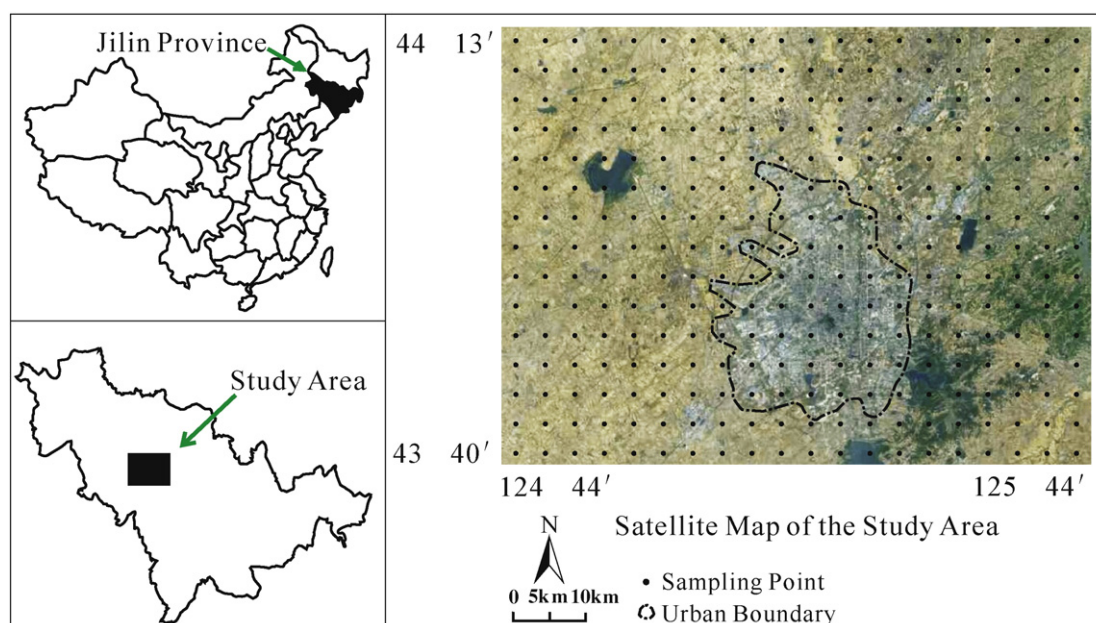 Jilin Province
Study Area
44 13′
43 40′
124 44′ 125 44′
Satellite Map of the Study Area
N
0 5km 10km
Sampling Point
Urban Boundary